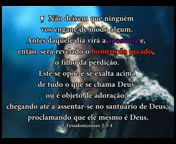 ¶ Não deixem que ninguém
vos engane de modo algum.
Antes daquele dia virá a
então, será revelado o homem do pecado,
o filho da perdição.
Este se opõe e se exalta acima
de tudo o que se chama Deus
ou é objeto de adoração,
chegando até a assentar-se no santuário de Deus,
proclamando que ele mesmo é Deus.
Tessalonicenses 2:3-4